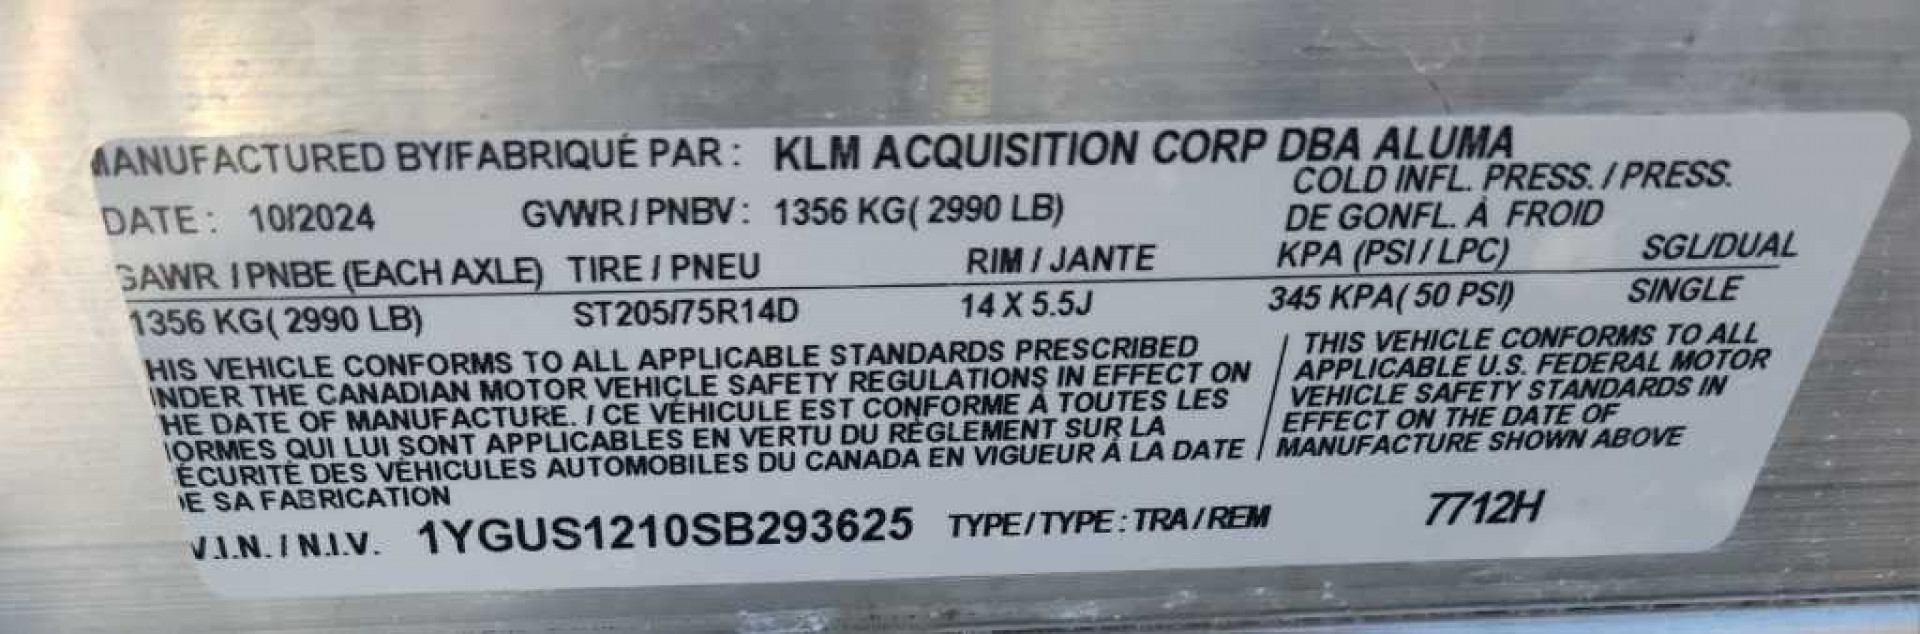 MANUFACTURED BY/FABRIQUÉ PAR : KLM ACQUISITION CORP DBA ALUMA
DATE : 10/2024 GVWR / PNBV : 1356 KG( 2990 LB) COLD INFL. PRESS. / PRESS.
DE GONFL. À FROID
GAWR / PNBE (EACH AXLE) TIRE / PNEU RIM / JANTE KPA (PSI / LPC) SGL/DUAL
1356 KG( 2990 LB) ST205/75R14D 14 X 5.5J 345 KPA( 50 PSI) SINGLE
HIS VEHICLE CONFORMS TO ALL APPLICABLE STANDARDS PRESCRIBED
NDER THE CANADIAN MOTOR VEHICLE SAFETY REGULATIONS IN EFFECT ON
HE DATE OF MANUFACTURE. / CE VÉHICULE EST CONFORME À TOUTES LES
ORMES QUI LUI SONT APPLICABLES EN VERTU DU RÈGLEMENT SUR LA
ÉCURITÉ DES VÉHICULES AUTOMOBILES DU CANADA EN VIGUEUR À LA DATE
E SA FABRICATION
/ THIS VEHICLE CONFORMS TO ALL
/ APPLICABLE U.S. FEDERAL MOTOR
/ VEHICLE SAFETY STANDARDS IN
/ EFFECT ON THE DATE OF
/ MANUFACTURE SHOWN ABOVE
V.I.N. / N.I.V. 1YGUS1210SB293625 TYPE / TYPE : TRA / REM 7712H